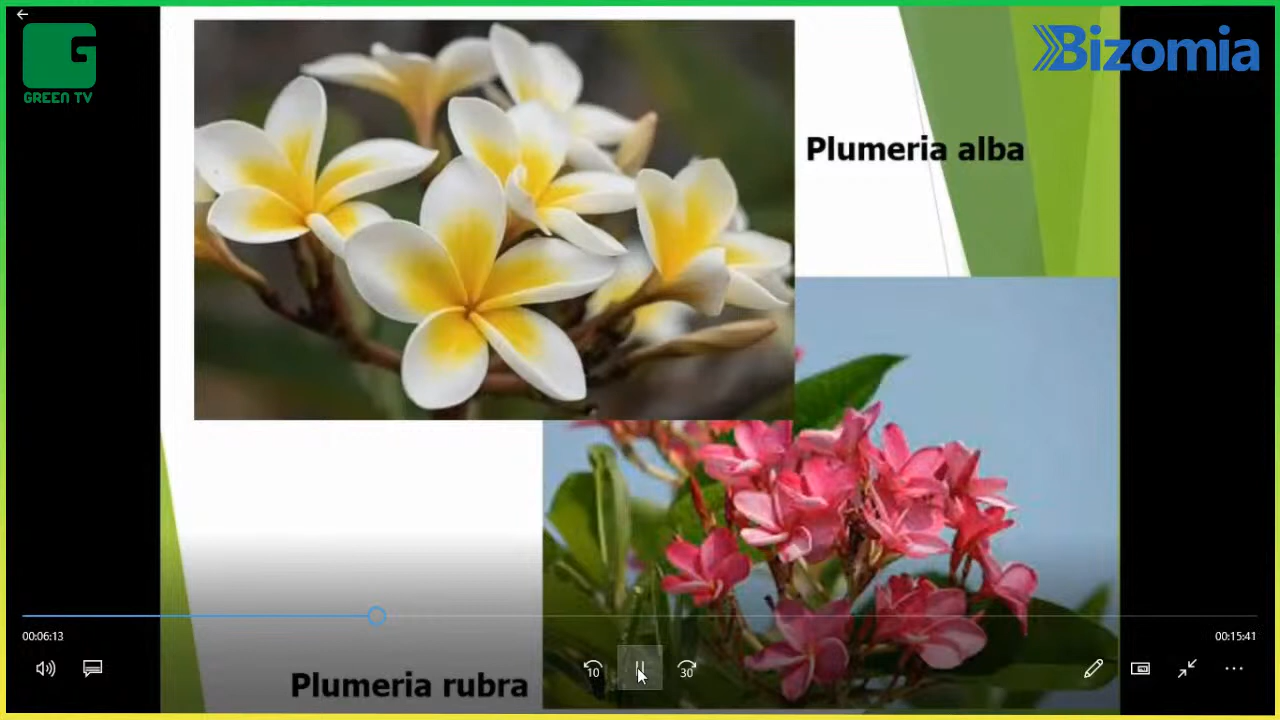 GREEN TV
Bizomia
Plumeria alba
00:06:13
00:15:41
10
30
Plumeria rubra